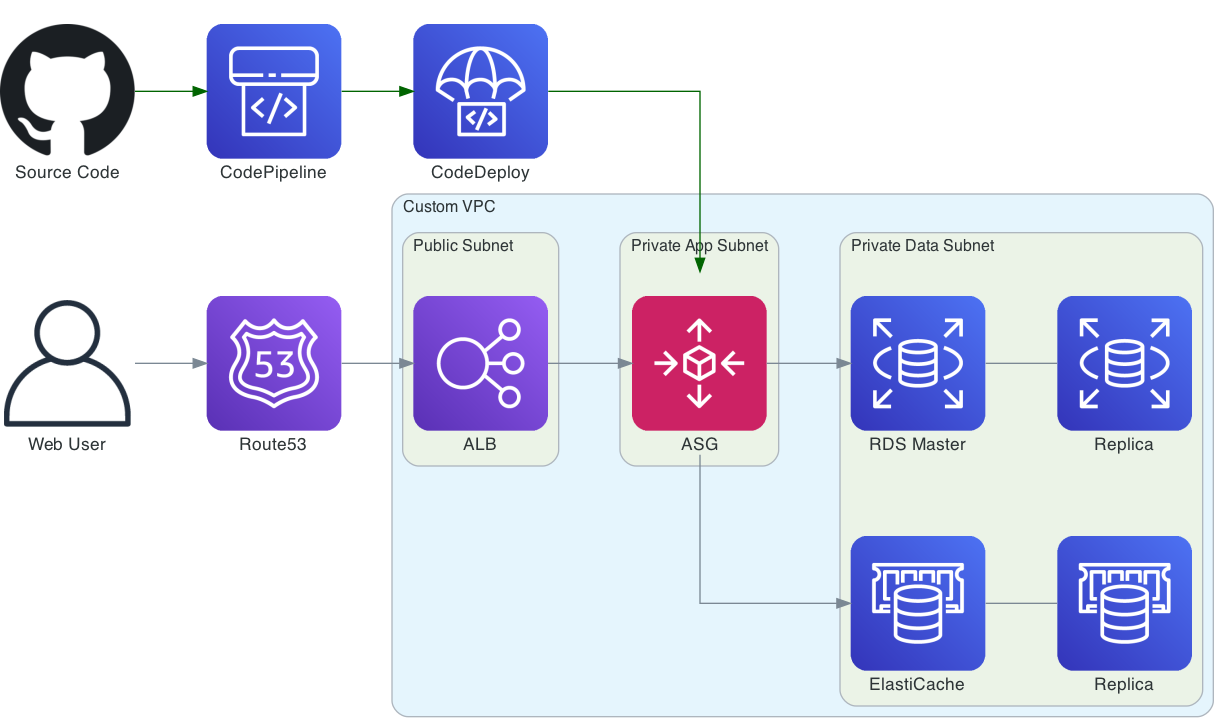 Source Code
CodePipeline
CodeDeploy
Custom VPC
Public Subnet
Private App Subnet
Private Data Subnet
53
Web User
Route53
ALB
ASG
RDS Master
Replica
ElastiCache
Replica